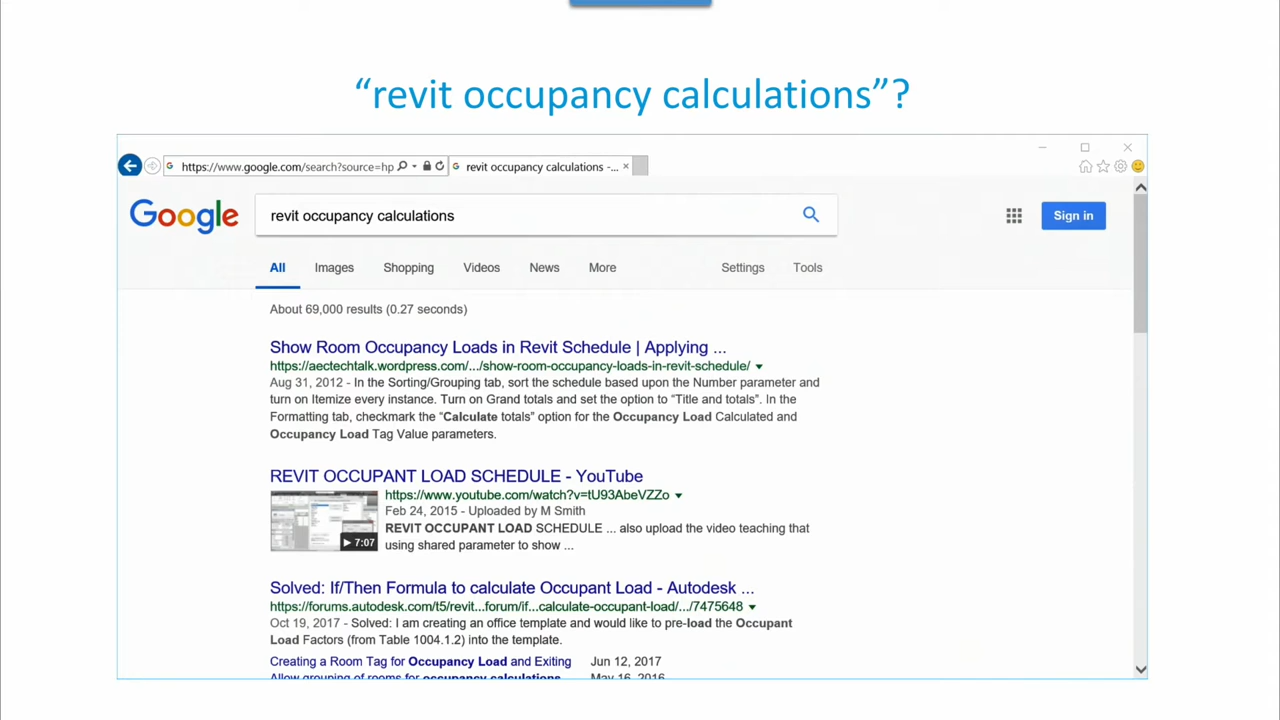 “revit occupancy calculations”?
https://www.google.com/search?source=hp
revit occupancy calculations -...
Google
revit occupancy calculations
Sign in
All Images Shopping Videos News More Settings Tools
About 69,000 results (0.27 seconds)
Show Room Occupancy Loads in Revit Schedule | Applying ...
https://aectechtalk.wordpress.com/.../show-room-occupancy-loads-in-revit-schedule/
Aug 31, 2012 - In the Sorting/Grouping tab, sort the schedule based upon the Number parameter and
turn on Itemize every instance. Turn on Grand totals and set the option to “Title and totals”. In the
Formatting tab, checkmark the “Calculate totals” option for the Occupancy Load Calculated and
Occupancy Load Tag Value parameters.
REVIT OCCUPANT LOAD SCHEDULE - YouTube
https://www.youtube.com/watch?v=tU93AbeVZZo
Feb 24, 2015 - Uploaded by M Smith
REVIT OCCUPANT LOAD SCHEDULE ... also upload the video teaching that
using shared parameter to show ...
7:07
Solved: If/Then Formula to calculate Occupant Load - Autodesk ...
https://forums.autodesk.com/t5/revit...forum/if...calculate-occupant-load/.../7475648
Oct 19, 2017 - Solved: I am creating an office template and would like to pre-load the Occupant
Load Factors (from Table 1004.1.2) into the template.
Creating a Room Tag for Occupancy Load and Exiting Jun 12, 2017
Allow grouping of rooms for occupancy calculations May 16, 2016